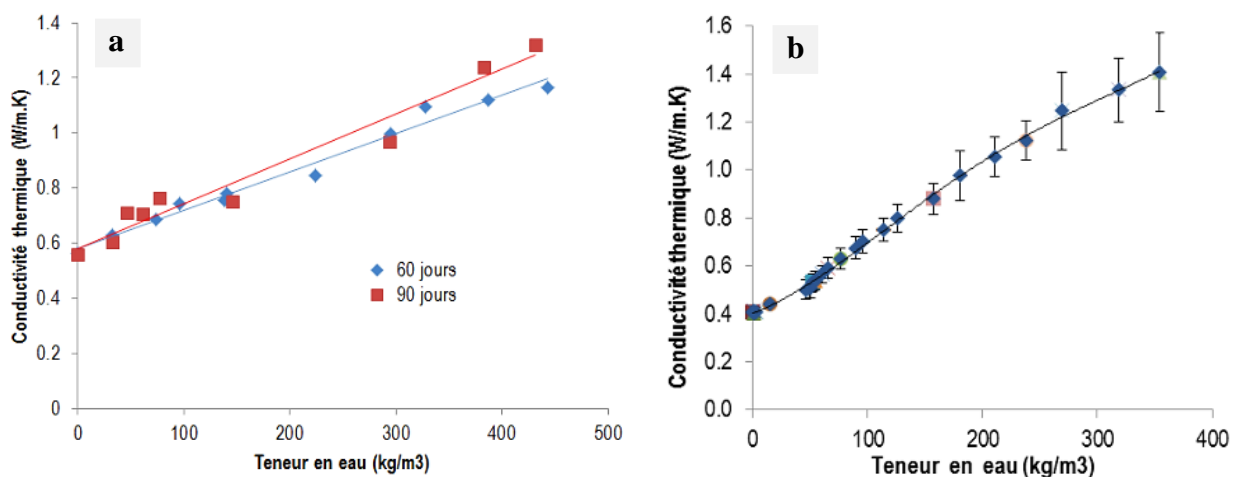 a
Conductivité thermique (W/m.K)
1.4
1.2
1
0.8
0.6
0.4
0.2
0
0 100 200 300 400 500
Teneur en eau (kg/m3)
60 jours
90 jours
b
Conductivité thermique (W/m.K)
1.6
1.4
1.2
1.0
0.8
0.6
0.4
0.2
0.0
0 100 200 300 400
Teneur en eau (kg/m3)